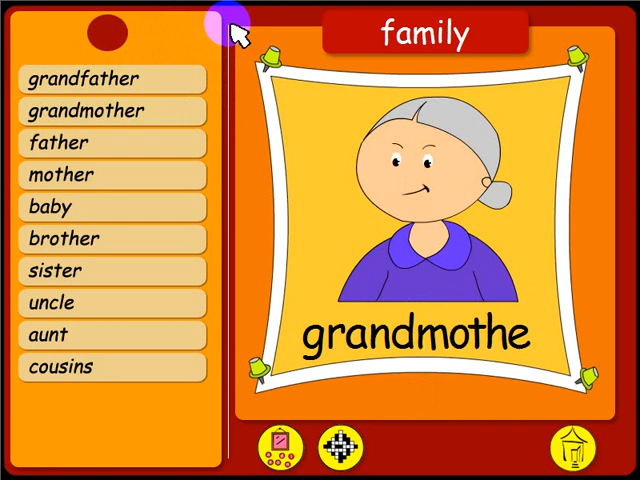 family
grandfather
grandmother
father
mother
baby
brother
sister
uncle
aunt
cousins
grandmothe